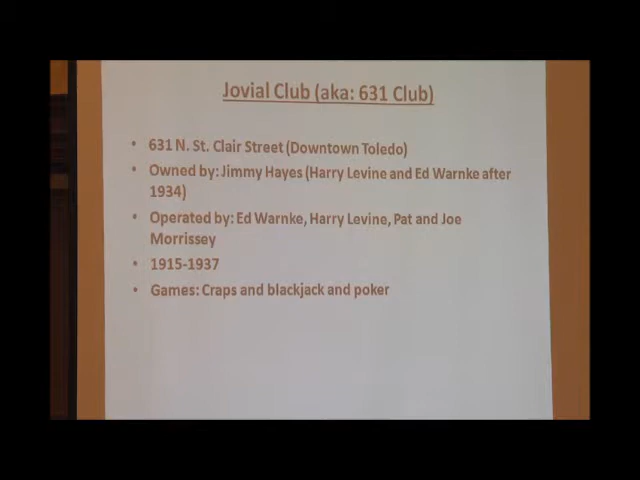 Jovial Club (aka: 631 Club)
• 631 N. St. Clair Street (Downtown Toledo)
• Owned by: Jimmy Hayes (Harry Levine and Ed Warnke after
1934)
• Operated by: Ed Warnke, Harry Levine, Pat and Joe
Morrissey
• 1915-1937
• Games: Craps and blackjack and poker